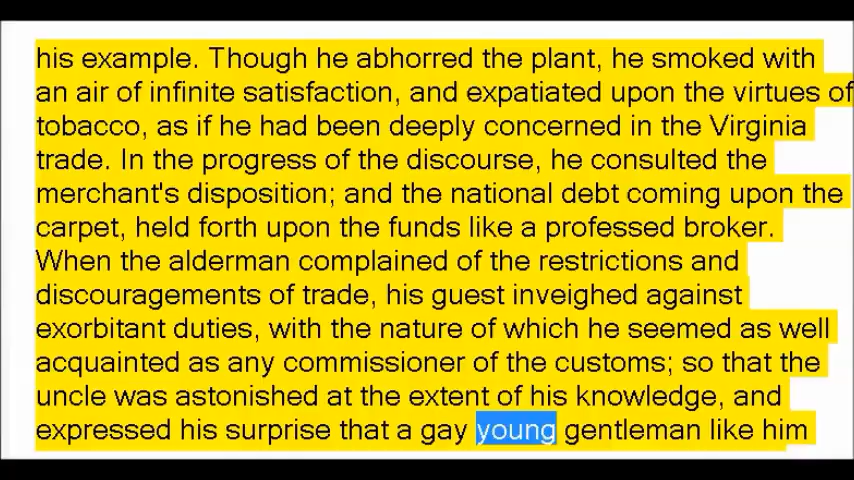 his example. Though he abhorred the plant, he smoked with
an air of infinite satisfaction, and expatiated upon the virtues of
tobacco, as if he had been deeply concerned in the Virginia
trade. In the progress of the discourse, he consulted the
merchant's disposition; and the national debt coming upon the
carpet, held forth upon the funds like a professed broker.
When the alderman complained of the restrictions and
discouragements of trade, his guest inveighed against
exorbitant duties, with the nature of which he seemed as well
acquainted as any commissioner of the customs; so that the
uncle was astonished at the extent of his knowledge, and
expressed his surprise that a gay young gentleman like him